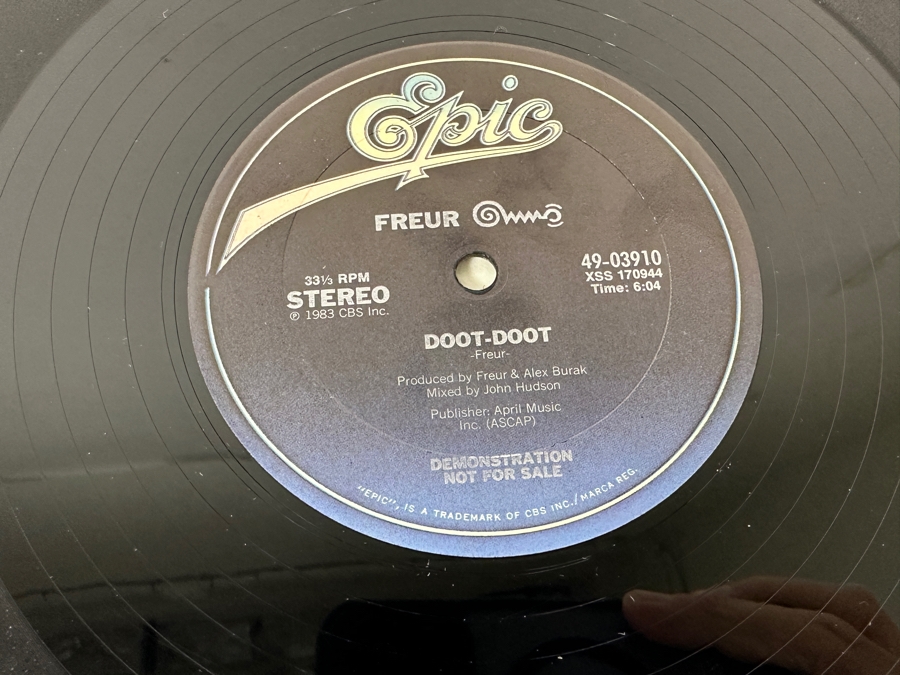 Epic
FREUR
33⅓ RPM
STEREO
℗ 1983 CBS Inc.
49-03910
XSS 170944
Time: 6:04
DOOT-DOOT
-Freur-
Produced by Freur & Alex Burak
Mixed by John Hudson
Publisher: April Music
Inc. (ASCAP)
DEMONSTRATION
NOT FOR SALE
"EPIC", IS A TRADEMARK OF CBS INC./MARCA REG.